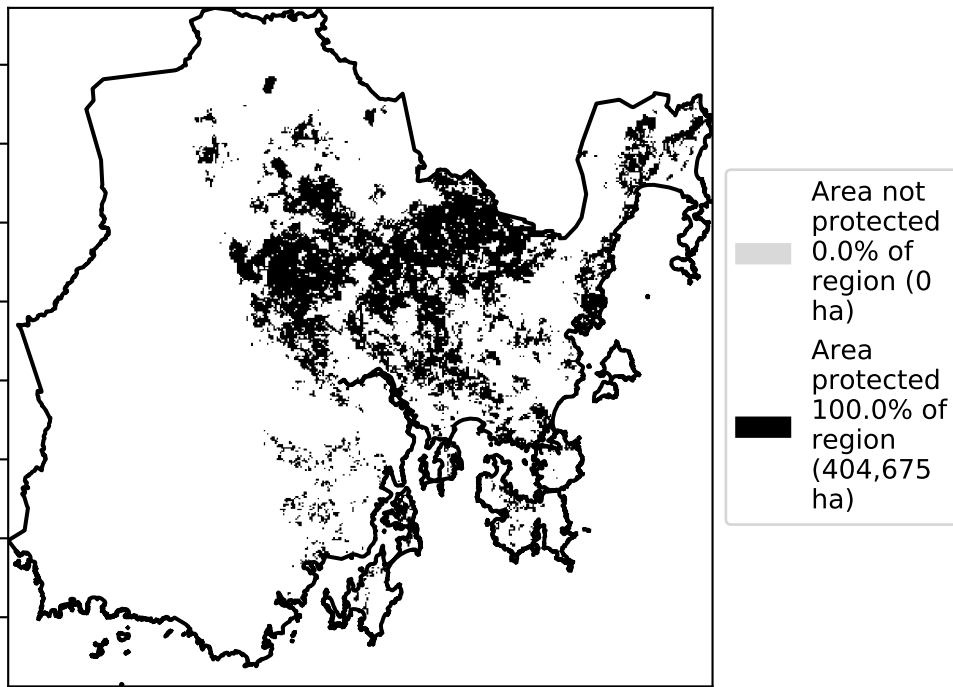 Area not
protected
0.0% of
region (0
ha)
Area
protected
100.0% of
region
(404,675
ha)